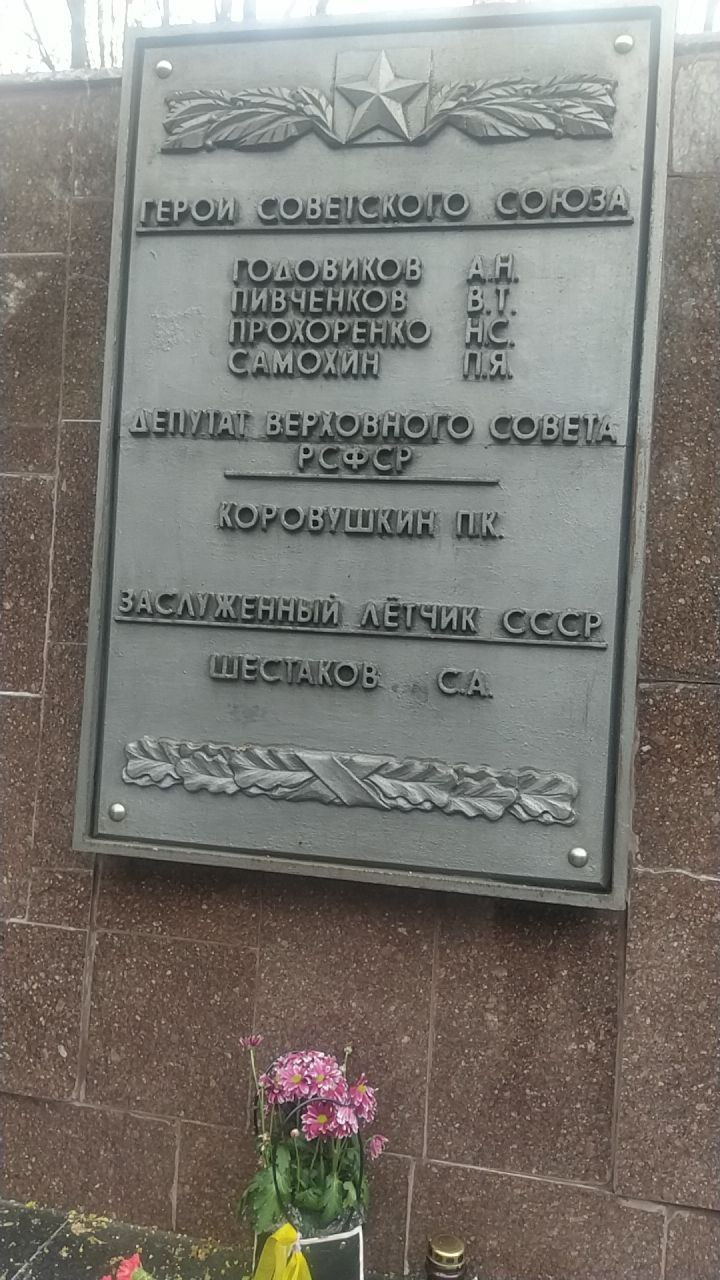 ГЕРОИ СОВЕТСКОГО СОЮЗА
ГОДОВИКОВ А.Н.
ПИВЧЕНКОВ В.Т.
ПРОХОРЕНКО Н.С.
САМОХИН П.Я.
ДЕПУТАТ ВЕРХОВНОГО СОВЕТА
РСФСР
КОРОВУШКИН П.К.
ЗАСЛУЖЕННЫЙ ЛЁТЧИК СССР
ШЕСТАКОВ С.А.